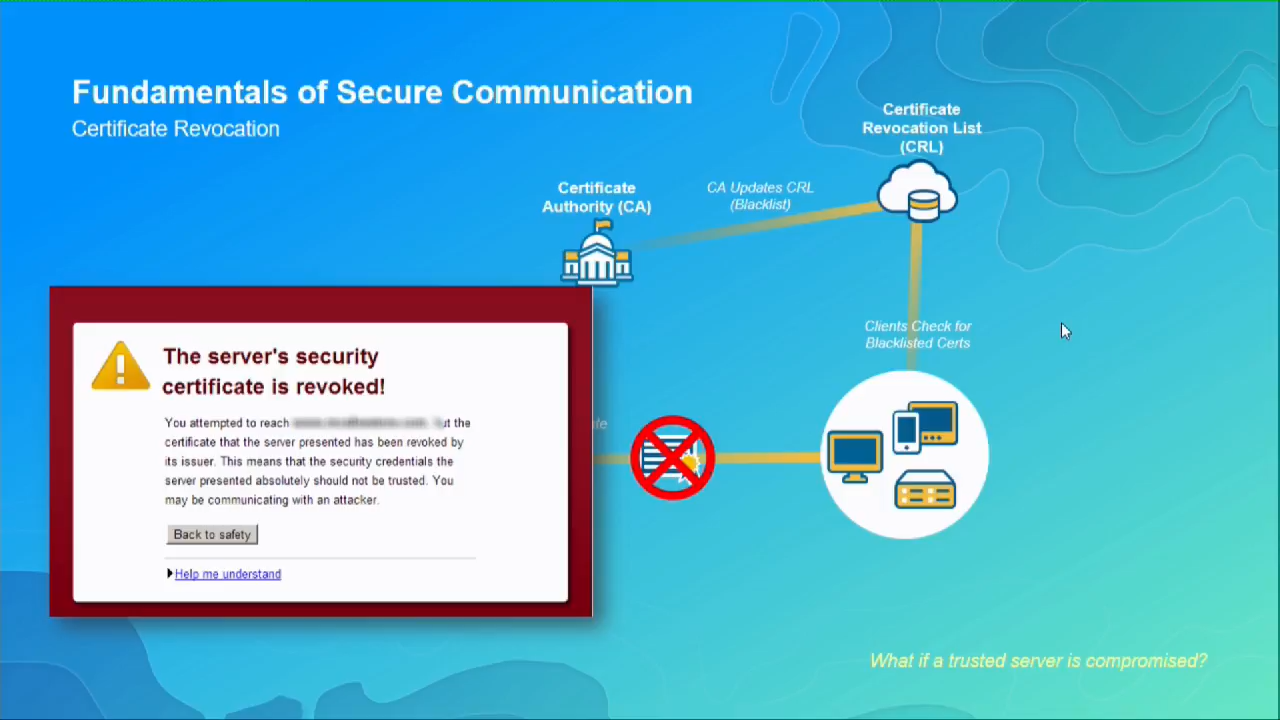 Fundamentals of Secure Communication
Certificate Revocation
Certificate
Revocation List
(CRL)
Certificate
Authority (CA)
CA Updates CRL
(Blacklist)
Clients Check for
Blacklisted Certs
The server's security
certificate is revoked!
You attempted to reach the
certificate that the server presented has been revoked by
its issuer. This means that the security credentials the
server presented absolutely should not be trusted. You
may be communicating with an attacker.
Back to safety
Help me understand
What if a trusted server is compromised?